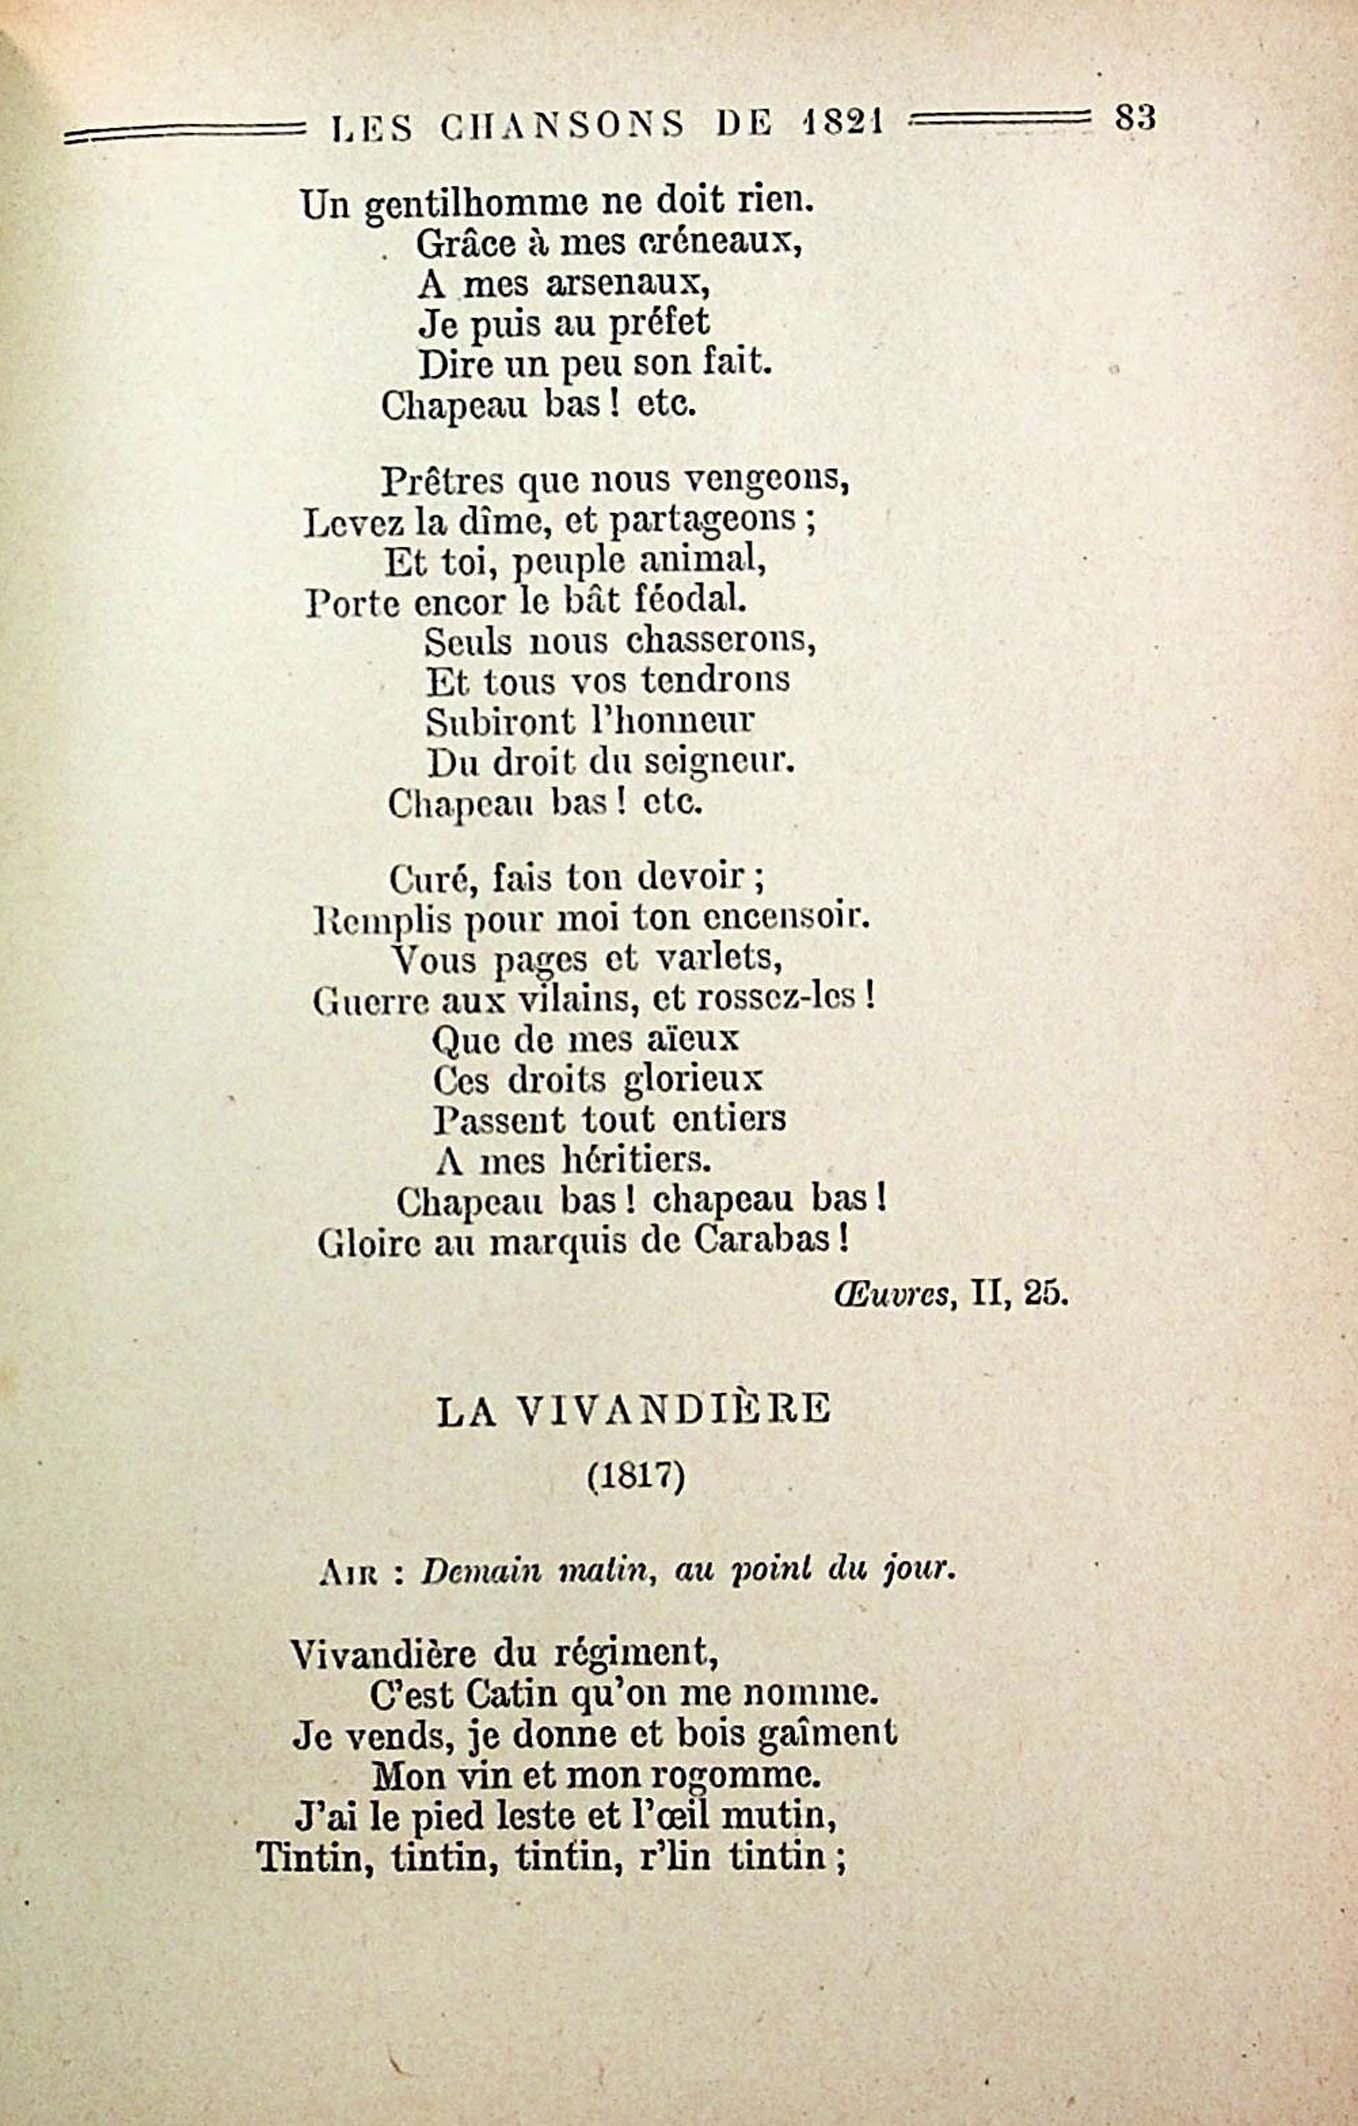 LES CHANSONS DE 1821 83
Un gentilhomme ne doit rien.
Grâce à mes créneaux,
A mes arsenaux,
Je puis au préfet
Dire un peu son fait.
Chapeau bas ! etc.
Prêtres que nous vengeons,
Levez la dîme, et partageons ;
Et toi, peuple animal,
Porte encor le bât féodal.
Seuls nous chasserons,
Et tous vos tendrons
Subiront l'honneur
Du droit du seigneur.
Chapeau bas ! etc.
Curé, fais ton devoir ;
Remplis pour moi ton encensoir.
Vous pages et varlets,
Guerre aux vilains, et rossez-les !
Que de mes aïeux
Ces droits glorieux
Passent tout entiers
A mes héritiers.
Chapeau bas ! chapeau bas !
Gloire au marquis de Carabas !
Œuvres, II, 25.
LA VIVANDIÈRE
(1817)
AIR : Demain matin, au point du jour.
Vivandière du régiment,
C'est Catin qu'on me nomme.
Je vends, je donne et bois gaîment
Mon vin et mon rogomme.
J'ai le pied leste et l'œil mutin,
Tintin, tintin, tintin, r'lin tintin ;